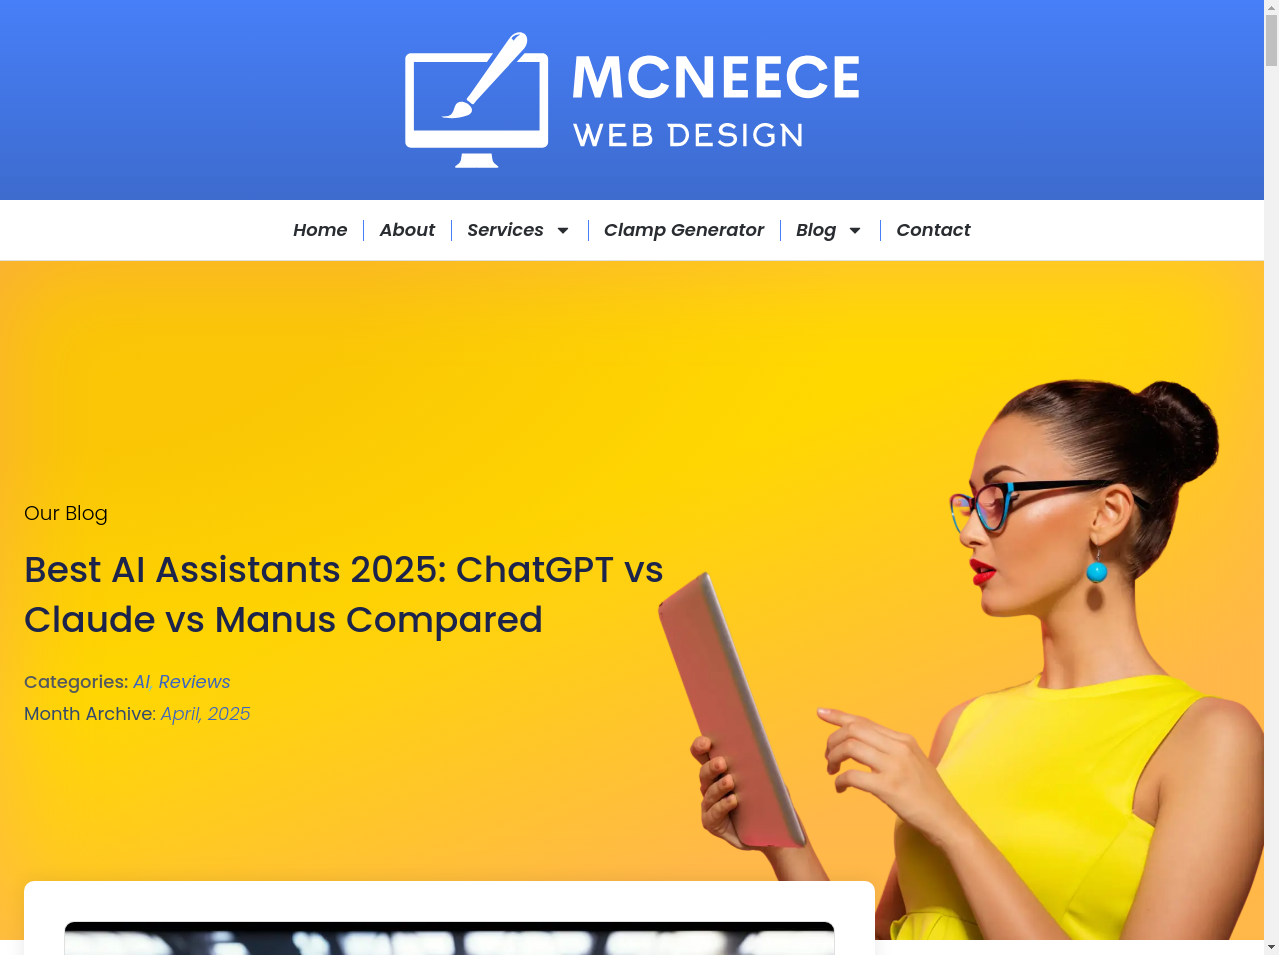 MCNEECE
WEB DESIGN
Home
About
Services
Clamp Generator
Blog
Contact
Our Blog
Best AI Assistants 2025: ChatGPT vs
Claude vs Manus Compared
Categories: AI, Reviews
Month Archive: April, 2025